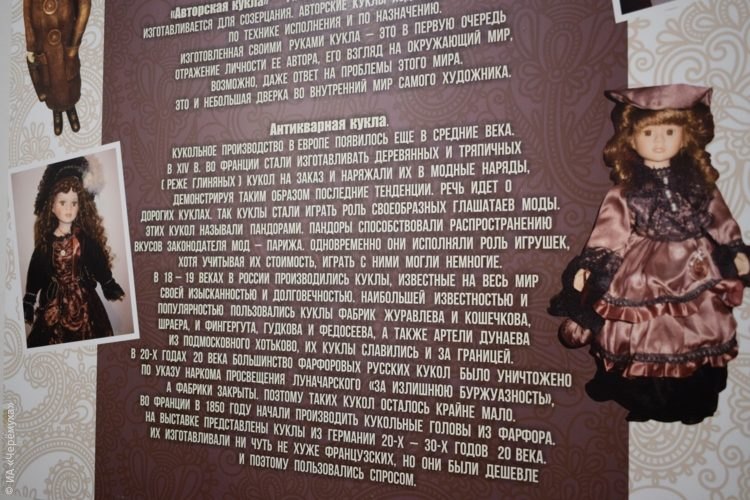 «Авторская кукла» –
ИЗГОТАВЛИВАЕТСЯ ДЛЯ СОЗЕРЦАНИЯ. АВТОРСКИЕ КУКЛЫ
ПО ТЕХНИКЕ ИСПОЛНЕНИЯ И ПО НАЗНАЧЕНИЮ.
ИЗГОТОВЛЕННАЯ СВОИМИ РУКАМИ КУКЛА – ЭТО В ПЕРВУЮ ОЧЕРЕДЬ
ОТРАЖЕНИЕ ЛИЧНОСТИ ЕЕ АВТОРА, ЕГО ВЗГЛЯД НА ОКРУЖАЮЩИЙ МИР,
ВОЗМОЖНО, ДАЖЕ ОТВЕТ НА ПРОБЛЕМЫ ЭТОГО МИРА.
ЭТО И НЕБОЛЬШАЯ ДВЕРКА ВО ВНУТРЕННИЙ МИР САМОГО ХУДОЖНИКА.
Антикварная кукла.
КУКОЛЬНОЕ ПРОИЗВОДСТВО В ЕВРОПЕ ПОЯВИЛОСЬ ЕЩЕ В СРЕДНИЕ ВЕКА.
В XIV В. ВО ФРАНЦИИ СТАЛИ ИЗГОТАВЛИВАТЬ ДЕРЕВЯННЫХ И ТРЯПИЧНЫХ
( РЕЖЕ ГЛИНЯНЫХ ) КУКОЛ НА ЗАКАЗ И НАРЯЖАЛИ ИХ В МОДНЫЕ НАРЯДЫ,
ДЕМОНСТРИРУЯ ТАКИМ ОБРАЗОМ ПОСЛЕДНИЕ ТЕНДЕНЦИИ. РЕЧЬ ИДЕТ О
ДОРОГИХ КУКЛАХ. ТАК КУКЛЫ СТАЛИ ИГРАТЬ РОЛЬ СВОЕОБРАЗНЫХ ГЛАШАТАЕВ МОДЫ.
ЭТИХ КУКОЛ НАЗЫВАЛИ ПАНДОРАМИ. ПАНДОРЫ СПОСОБСТВОВАЛИ РАСПРОСТРАНЕНИЮ
ВКУСОВ ЗАКОНОДАТЕЛЯ МОД – ПАРИЖА. ОДНОВРЕМЕННО ОНИ ИСПОЛНЯЛИ РОЛЬ ИГРУШЕК,
ХОТЯ УЧИТЫВАЯ ИХ СТОИМОСТЬ, ИГРАТЬ С НИМИ МОГЛИ НЕМНОГИЕ.
В 18 – 19 ВЕКАХ В РОССИИ ПРОИЗВОДИЛИСЬ КУКЛЫ, ИЗВЕСТНЫЕ НА ВЕСЬ МИР
СВОЕЙ ИЗЫСКАННОСТЬЮ И ДОЛГОВЕЧНОСТЬЮ. НАИБОЛЬШЕЙ ИЗВЕСТНОСТЬЮ И
ПОПУЛЯРНОСТЬЮ ПОЛЬЗОВАЛИСЬ КУКЛЫ ФАБРИК ЖУРАВЛЕВА И КОШЕЧКОВА,
ШРАЕРА, И ФИНГЕРГУТА, ГУДКОВА И ФЕДОСЕЕВА, А ТАКЖЕ АРТЕЛИ ДУНАЕВА
ИЗ ПОДМОСКОВНОГО ХОТЬКОВО, ИХ КУКЛЫ СЛАВИЛИСЬ И ЗА ГРАНИЦЕЙ.
В 20-Х ГОДАХ 20 ВЕКА БОЛЬШИНСТВО ФАРФОРОВЫХ РУССКИХ КУКОЛ БЫЛО УНИЧТОЖЕНО
ПО УКАЗУ НАРКОМА ПРОСВЕЩЕНИЯ ЛУНАЧАРСКОГО «ЗА ИЗЛИШНЮЮ БУРЖУАЗНОСТЬ»,
А ФАБРИКИ ЗАКРЫТЫ. ПОЭТОМУ ТАКИХ КУКОЛ ОСТАЛОСЬ КРАЙНЕ МАЛО.
ВО ФРАНЦИИ В 1850 ГОДУ НАЧАЛИ ПРОИЗВОДИТЬ КУКОЛЬНЫЕ ГОЛОВЫ ИЗ ФАРФОРА.
НА ВЫСТАВКЕ ПРЕДСТАВЛЕНЫ КУКЛЫ ИЗ ГЕРМАНИИ 20-Х – 30-Х ГОДОВ 20 ВЕКА.
ИХ ИЗГОТАВЛИВАЛИ НИ ЧУТЬ НЕ ХУЖЕ ФРАНЦУЗСКИХ, НО ОНИ БЫЛИ ДЕШЕВЛЕ
И ПОЭТОМУ ПОЛЬЗОВАЛИСЬ СПРОСОМ.
© ИА «Черёмуха»